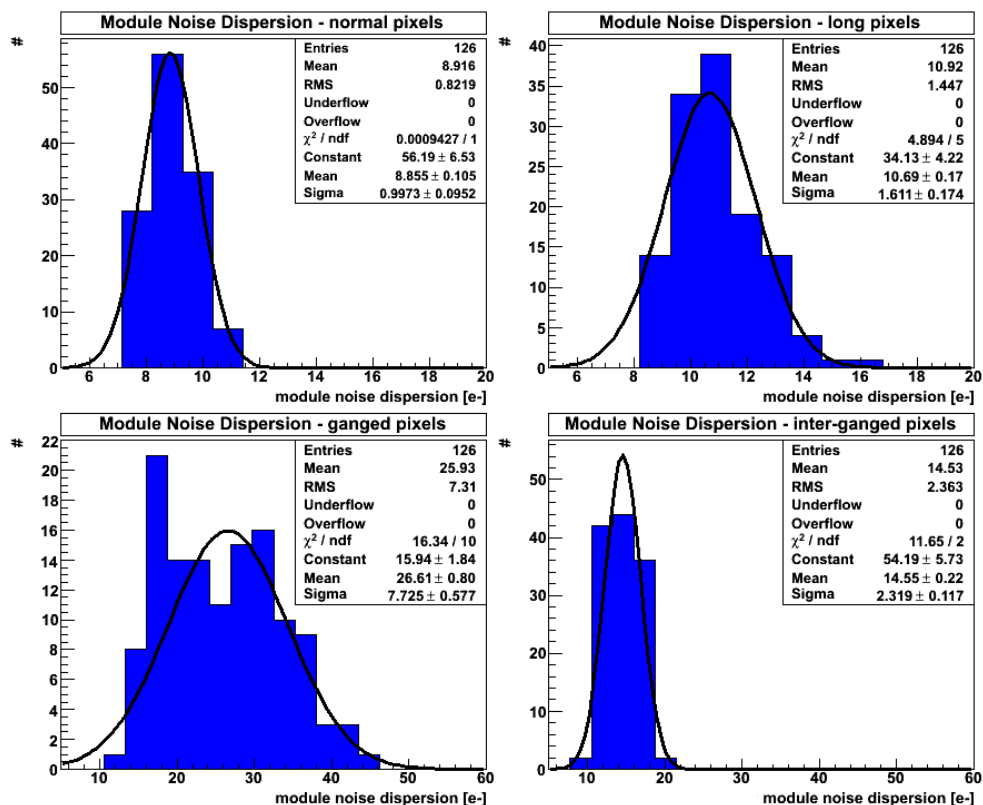 Module Noise Dispersion - normal pixels
#
Entries 126
Mean 8.916
RMS 0.8219
Underflow 0
Overflow 0
χ² / ndf 0.0009427 / 1
Constant 56.19 ± 6.53
Mean 8.855 ± 0.105
Sigma 0.9973 ± 0.0952
50
40
30
20
10
0
6 8 10 12 14 16 18 20
module noise dispersion [e-]
Module Noise Dispersion - long pixels
#
Entries 126
Mean 10.92
RMS 1.447
Underflow 0
Overflow 0
χ² / ndf 4.894 / 5
Constant 34.13 ± 4.22
Mean 10.69 ± 0.17
Sigma 1.611 ± 0.174
40
35
30
25
20
15
10
5
0
6 8 10 12 14 16 18 20
module noise dispersion [e-]
Module Noise Dispersion - ganged pixels
#
Entries 126
Mean 25.93
RMS 7.31
Underflow 0
Overflow 0
χ² / ndf 16.34 / 10
Constant 15.94 ± 1.84
Mean 26.61 ± 0.80
Sigma 7.725 ± 0.577
22
20
18
16
14
12
10
8
6
4
2
0
10 20 30 40 50 60
module noise dispersion [e-]
Module Noise Dispersion - inter-ganged pixels
#
Entries 126
Mean 14.53
RMS 2.363
Underflow 0
Overflow 0
χ² / ndf 11.65 / 2
Constant 54.19 ± 5.73
Mean 14.55 ± 0.22
Sigma 2.319 ± 0.117
50
40
30
20
10
0
10 20 30 40 50 60
module noise dispersion [e-]